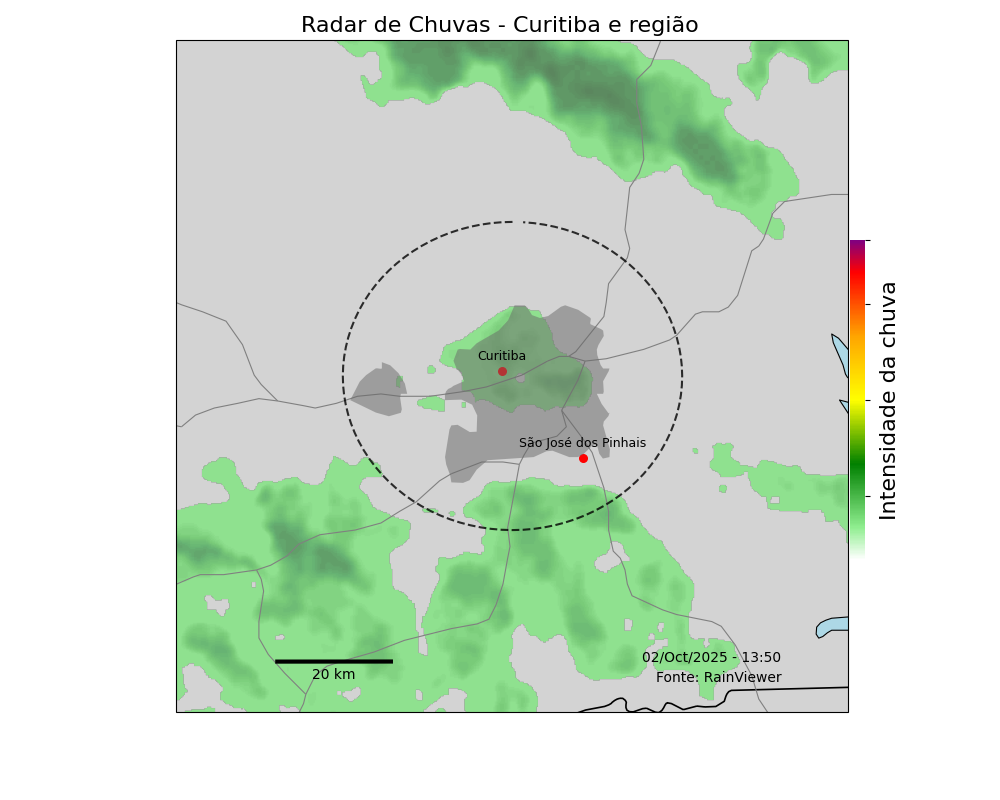 Radar de Chuvas - Curitiba e região
Curitiba
São José dos Pinhais
Intensidade da chuva
02/Oct/2025 - 13:50
Fonte: RainViewer
20 km